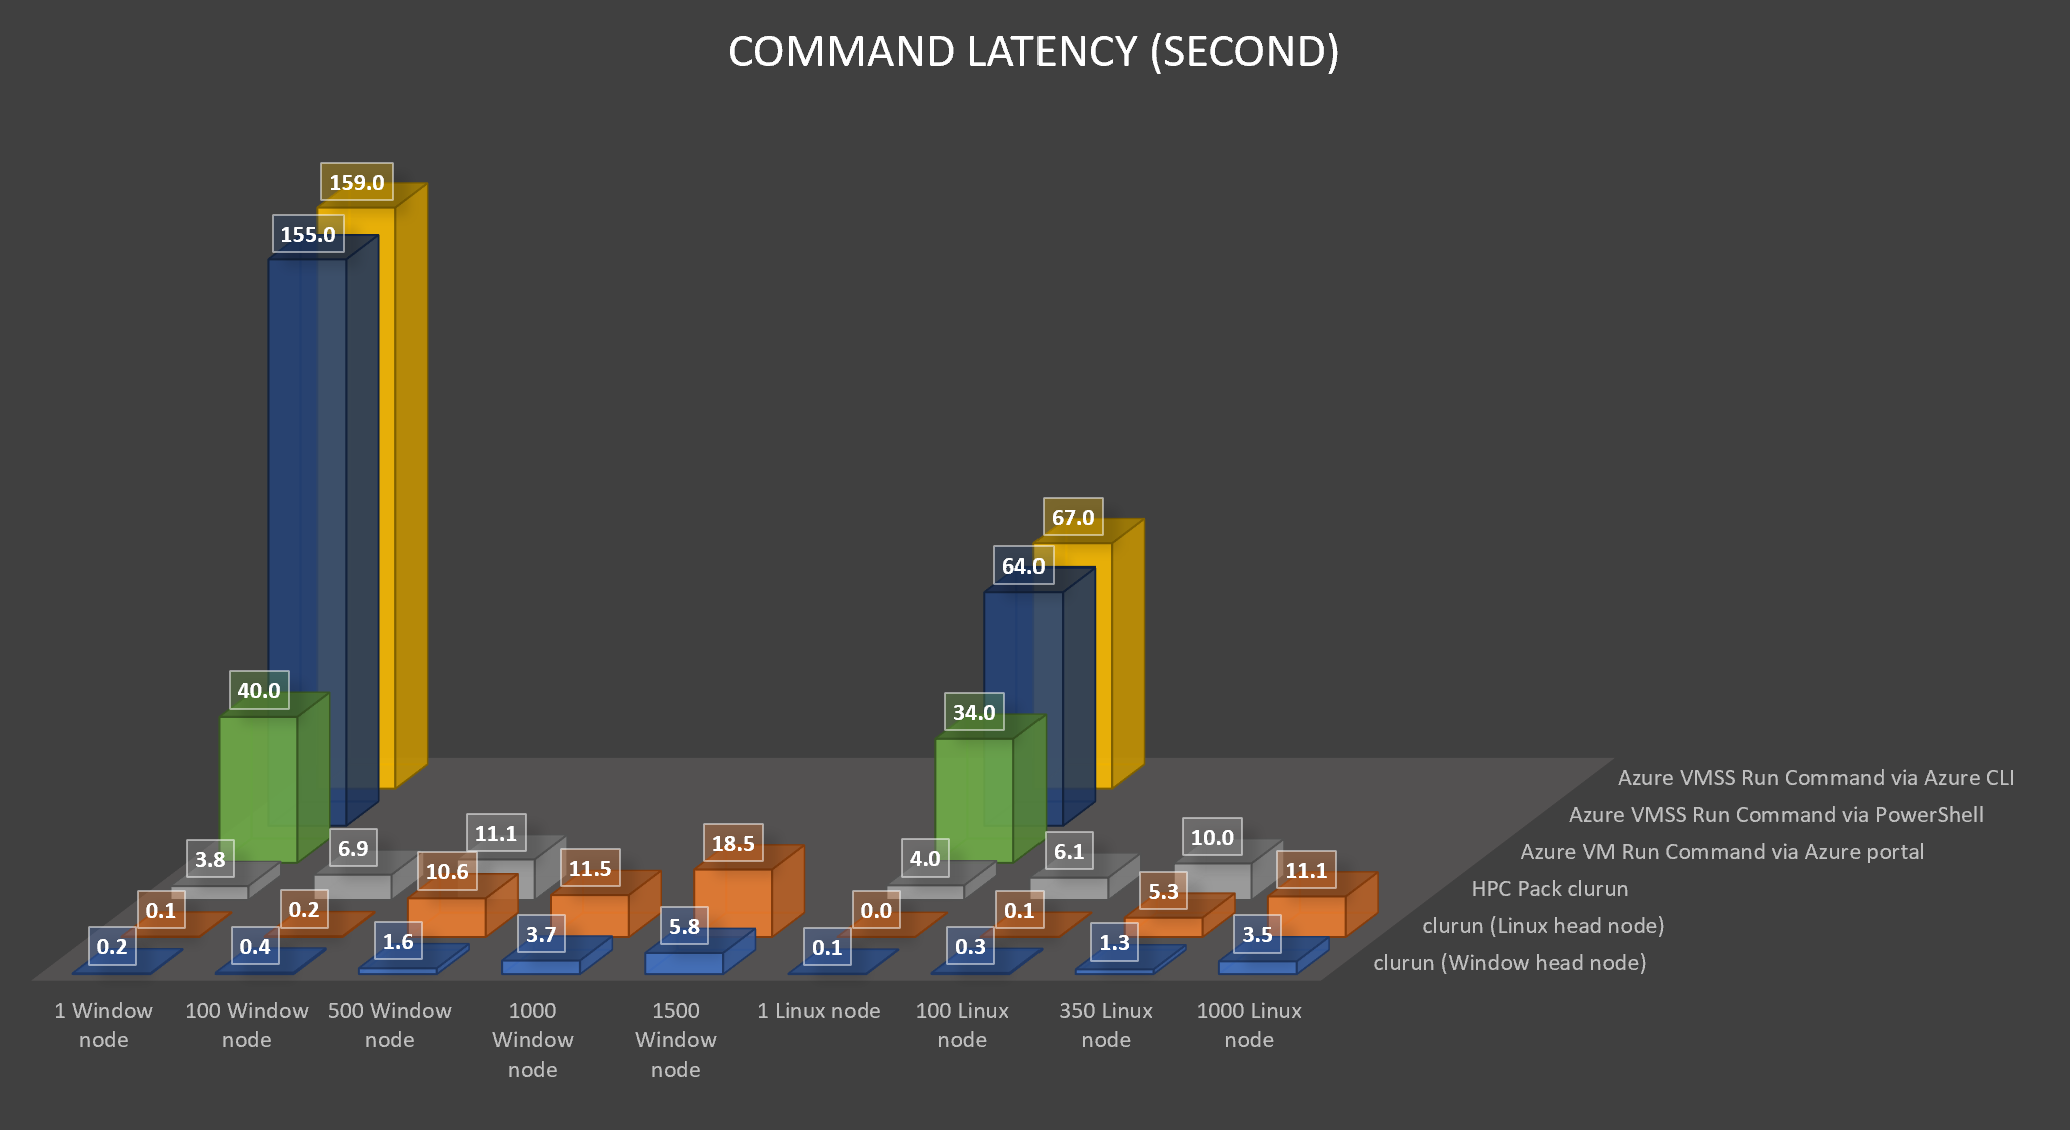 COMMAND LATENCY (SECOND)
159.0
155.0
67.0
64.0
40.0
34.0
3.8
6.9
11.1
4.0
6.1
10.0
0.1
0.2
10.6
11.5
18.5
0.0
0.1
5.3
11.1
0.2
0.4
1.6
3.7
5.8
0.1
0.3
1.3
3.5
Azure VMSS Run Command via Azure CLI
Azure VMSS Run Command via PowerShell
Azure VM Run Command via Azure portal
HPC Pack clurun
clurun (Linux head node)
clurun (Window head node)
1 Window
node
100 Window
node
500 Window
node
1000
Window
node
1500
Window
node
1 Linux node
100 Linux
node
350 Linux
node
1000 Linux
node